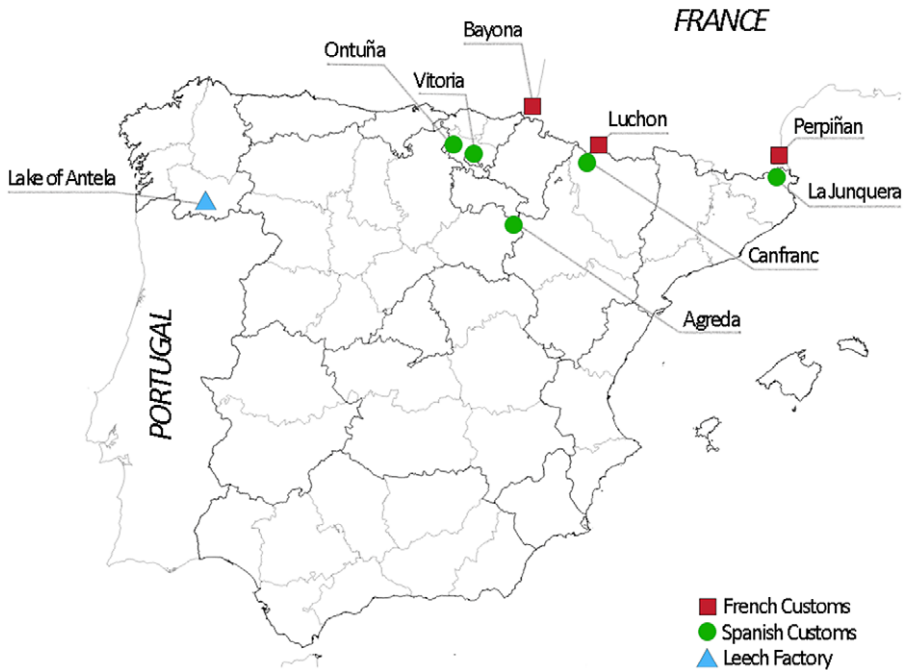 FRANCE
Bayona
Ontuña
Vitoria
Luchon
Perpiñan
Lake of Antela
La Junquera
Canfranc
Agreda
PORTUGAL
French Customs
Spanish Customs
Leech Factory